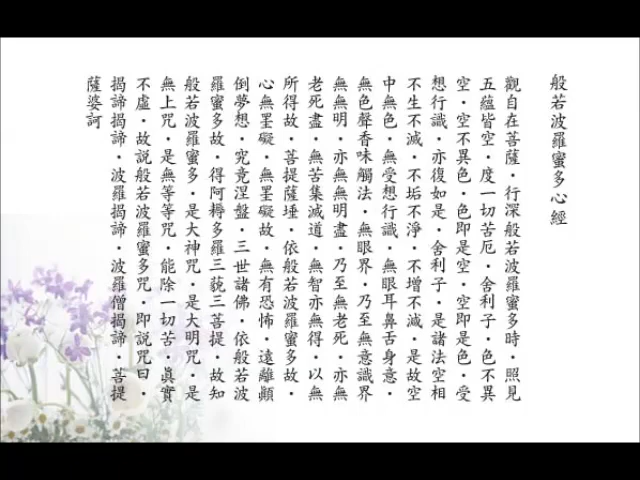 般若波羅蜜多心經
觀自在菩薩・行深般若波羅蜜多時・照見
五蘊皆空・度一切苦厄・舍利子・色不異
空・空不異色・色即是空・空即是色・受
想行識・亦復如是・舍利子・是諸法空相
不生不滅・不垢不淨・不增不減・是故空
中無色・無受想行識・無眼耳鼻舌身意・
無色聲香味觸法・無眼界・乃至無意識界
無無明・亦無無明盡・乃至無老死・亦無
老死盡・無苦集滅道・無智亦無得・以無
所得故・菩提薩埵・依般若波羅蜜多故・
心無罣礙・無罣礙故・無有恐怖・遠離顛
倒夢想・究竟涅盤・三世諸佛・依般若波
羅蜜多故・得阿耨多羅三藐三菩提・故知
般若波羅蜜多・是大神咒・是大明咒・是
無上咒・是無等等咒・能除一切苦・真實
不虛・故説般若波羅蜜多咒・即説咒曰・
揭諦揭諦・波羅揭諦・波羅僧揭諦・菩提
薩婆訶